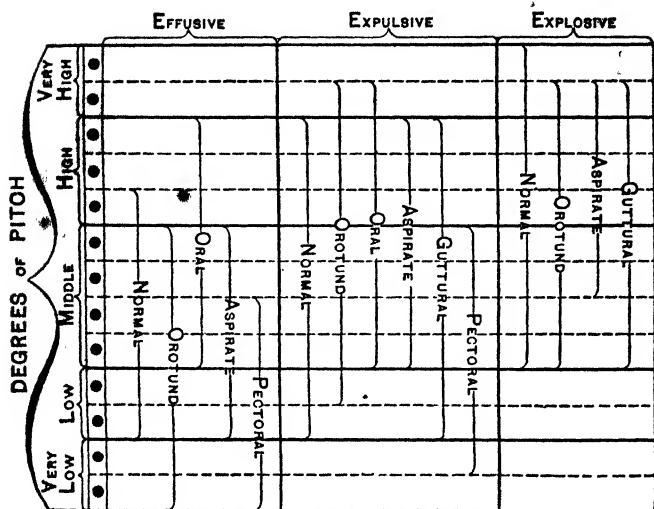 EFFUSIVE EXPULSIVE EXPLOSIVE
DEGREES OF PITCH
VERY HIGH
HIGH
MIDDLE
LOW
VERY LOW
NORMAL
OROTUND
ORAL
ASPIRATE
PECTORAL
NORMAL
OROTUND
ORAL
ASPIRATE
GUTTURAL
PECTORAL
NORMAL
OROTUND
ASPIRATE
GUTTURAL